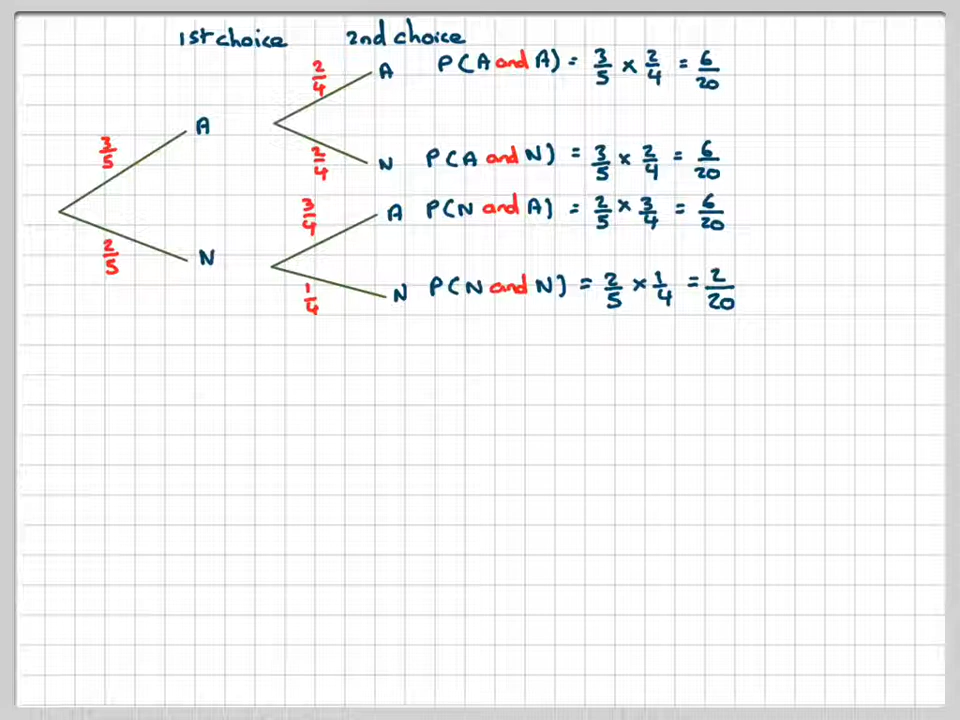 1st choice 2nd choice
2/4 A P(A and A) = 3/5 × 2/4 = 6/20
3/5 A
2/4 N P(A and N) = 3/5 × 2/4 = 6/20
3/4 A P(N and A) = 2/5 × 3/4 = 6/20
2/5 N
1/4 N P(N and N) = 2/5 × 1/4 = 2/20